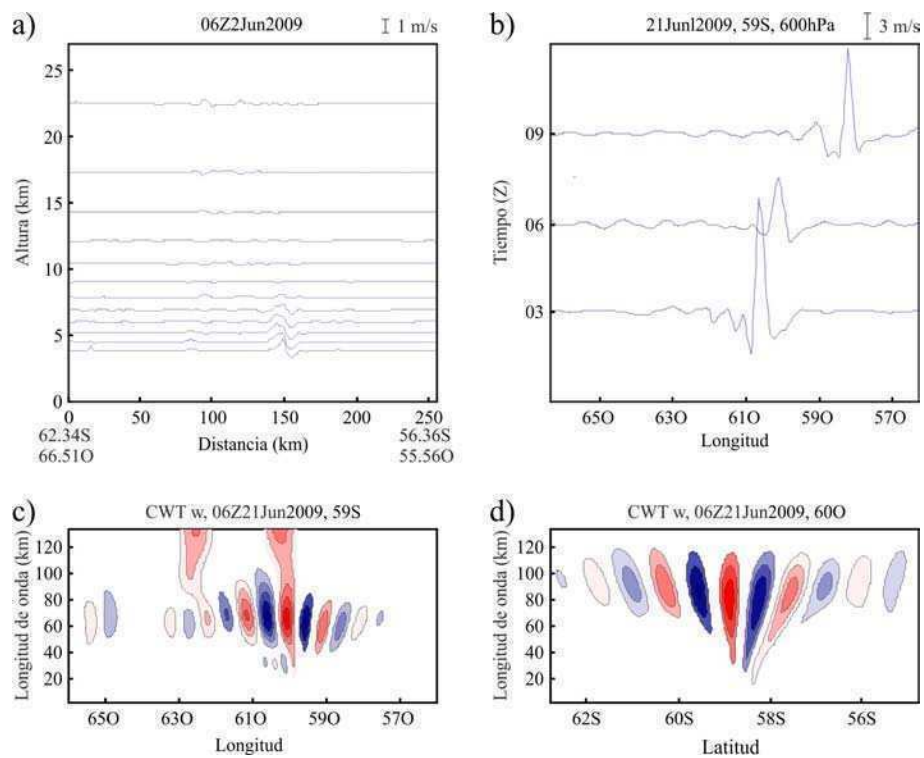 a)
06Z2Jun2009
1 m/s
Altura (km)
25
20
15
10
5
0
0 50 100 150 200 250
62.34S
66.51O
Distancia (km)
56.36S
55.56O
b)
21Junl2009, 59S, 600hPa
3 m/s
Tiempo (Z)
09
06
03
65O 63O 61O 59O 57O
Longitud
c)
CWT w, 06Z21Jun2009, 59S
Longitud de onda (km)
120
100
80
60
40
20
65O 63O 61O 59O 57O
Longitud
d)
CWT w, 06Z21Jun2009, 60O
Longitud de onda (km)
120
100
80
60
40
20
62S 60S 58S 56S
Latitud